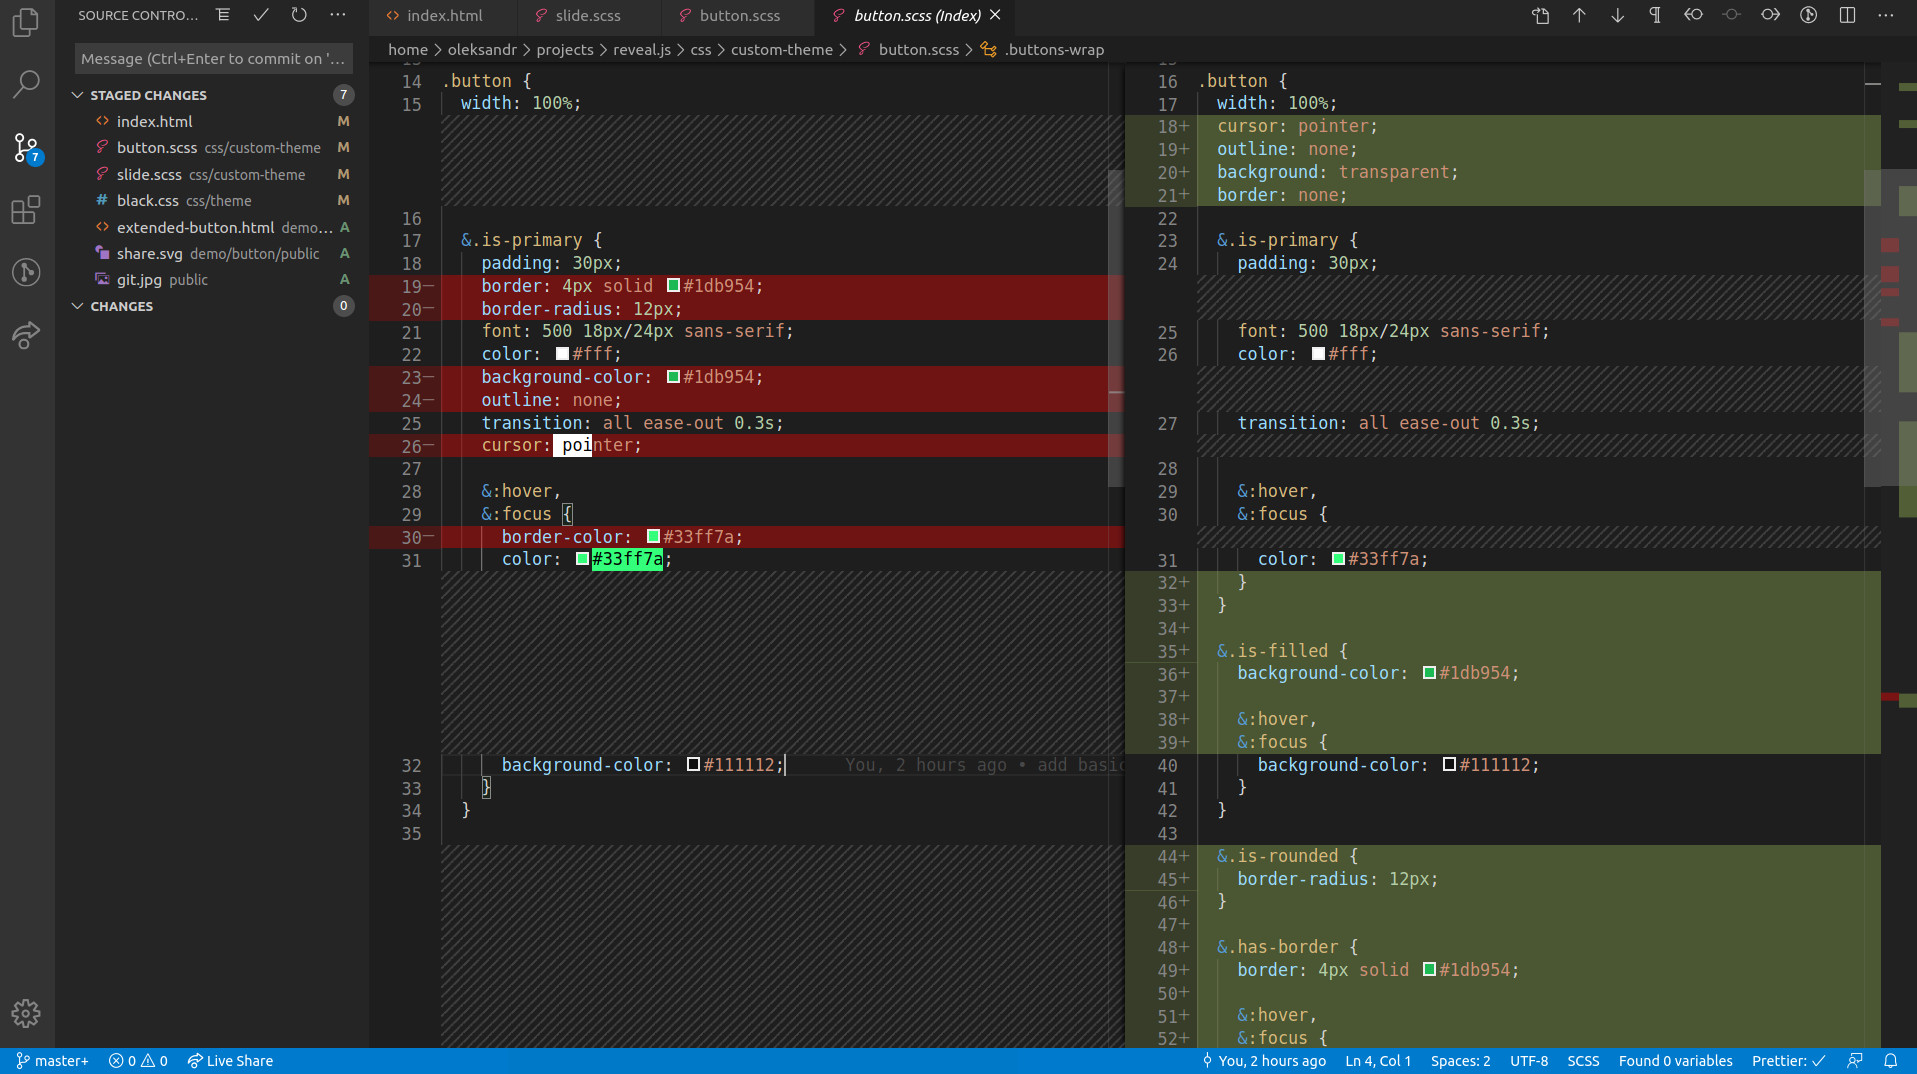 SOURCE CONTRO...
Message (Ctrl+Enter to commit on '...
STAGED CHANGES 7
index.html M
button.scss css/custom-theme M
slide.scss css/custom-theme M
# black.css css/theme M
extended-button.html demo... A
share.svg demo/button/public A
git.jpg public A
CHANGES 0
7
index.html
slide.scss
button.scss
button.scss (Index)
home > oleksandr > projects > reveal.js > css > custom-theme > button.scss > .buttons-wrap
14 .button {
15 width: 100%;
16
17 &.is-primary {
18 padding: 30px;
19− border: 4px solid #1db954;
20− border-radius: 12px;
21 font: 500 18px/24px sans-serif;
22 color: #fff;
23− background-color: #1db954;
24− outline: none;
25 transition: all ease-out 0.3s;
26− cursor: pointer;
27
28 &:hover,
29 &:focus {
30− border-color: #33ff7a;
31 color: #33ff7a;
32 background-color: #111112; You, 2 hours ago • add basic
33 }
34 }
35
16 .button {
17 width: 100%;
18+ cursor: pointer;
19+ outline: none;
20+ background: transparent;
21+ border: none;
22
23 &.is-primary {
24 padding: 30px;
25 font: 500 18px/24px sans-serif;
26 color: #fff;
27 transition: all ease-out 0.3s;
28
29 &:hover,
30 &:focus {
31 color: #33ff7a;
32+ }
33+ }
34+
35+ &.is-filled {
36+ background-color: #1db954;
37+
38+ &:hover,
39+ &:focus {
40 background-color: #111112;
41 }
42 }
43
44+ &.is-rounded {
45+ border-radius: 12px;
46+ }
47+
48+ &.has-border {
49+ border: 4px solid #1db954;
50+
51+ &:hover,
52+ &:focus {
master+ 0 0 Live Share You, 2 hours ago Ln 4, Col 1 Spaces: 2 UTF-8 SCSS Found 0 variables Prettier: ✓